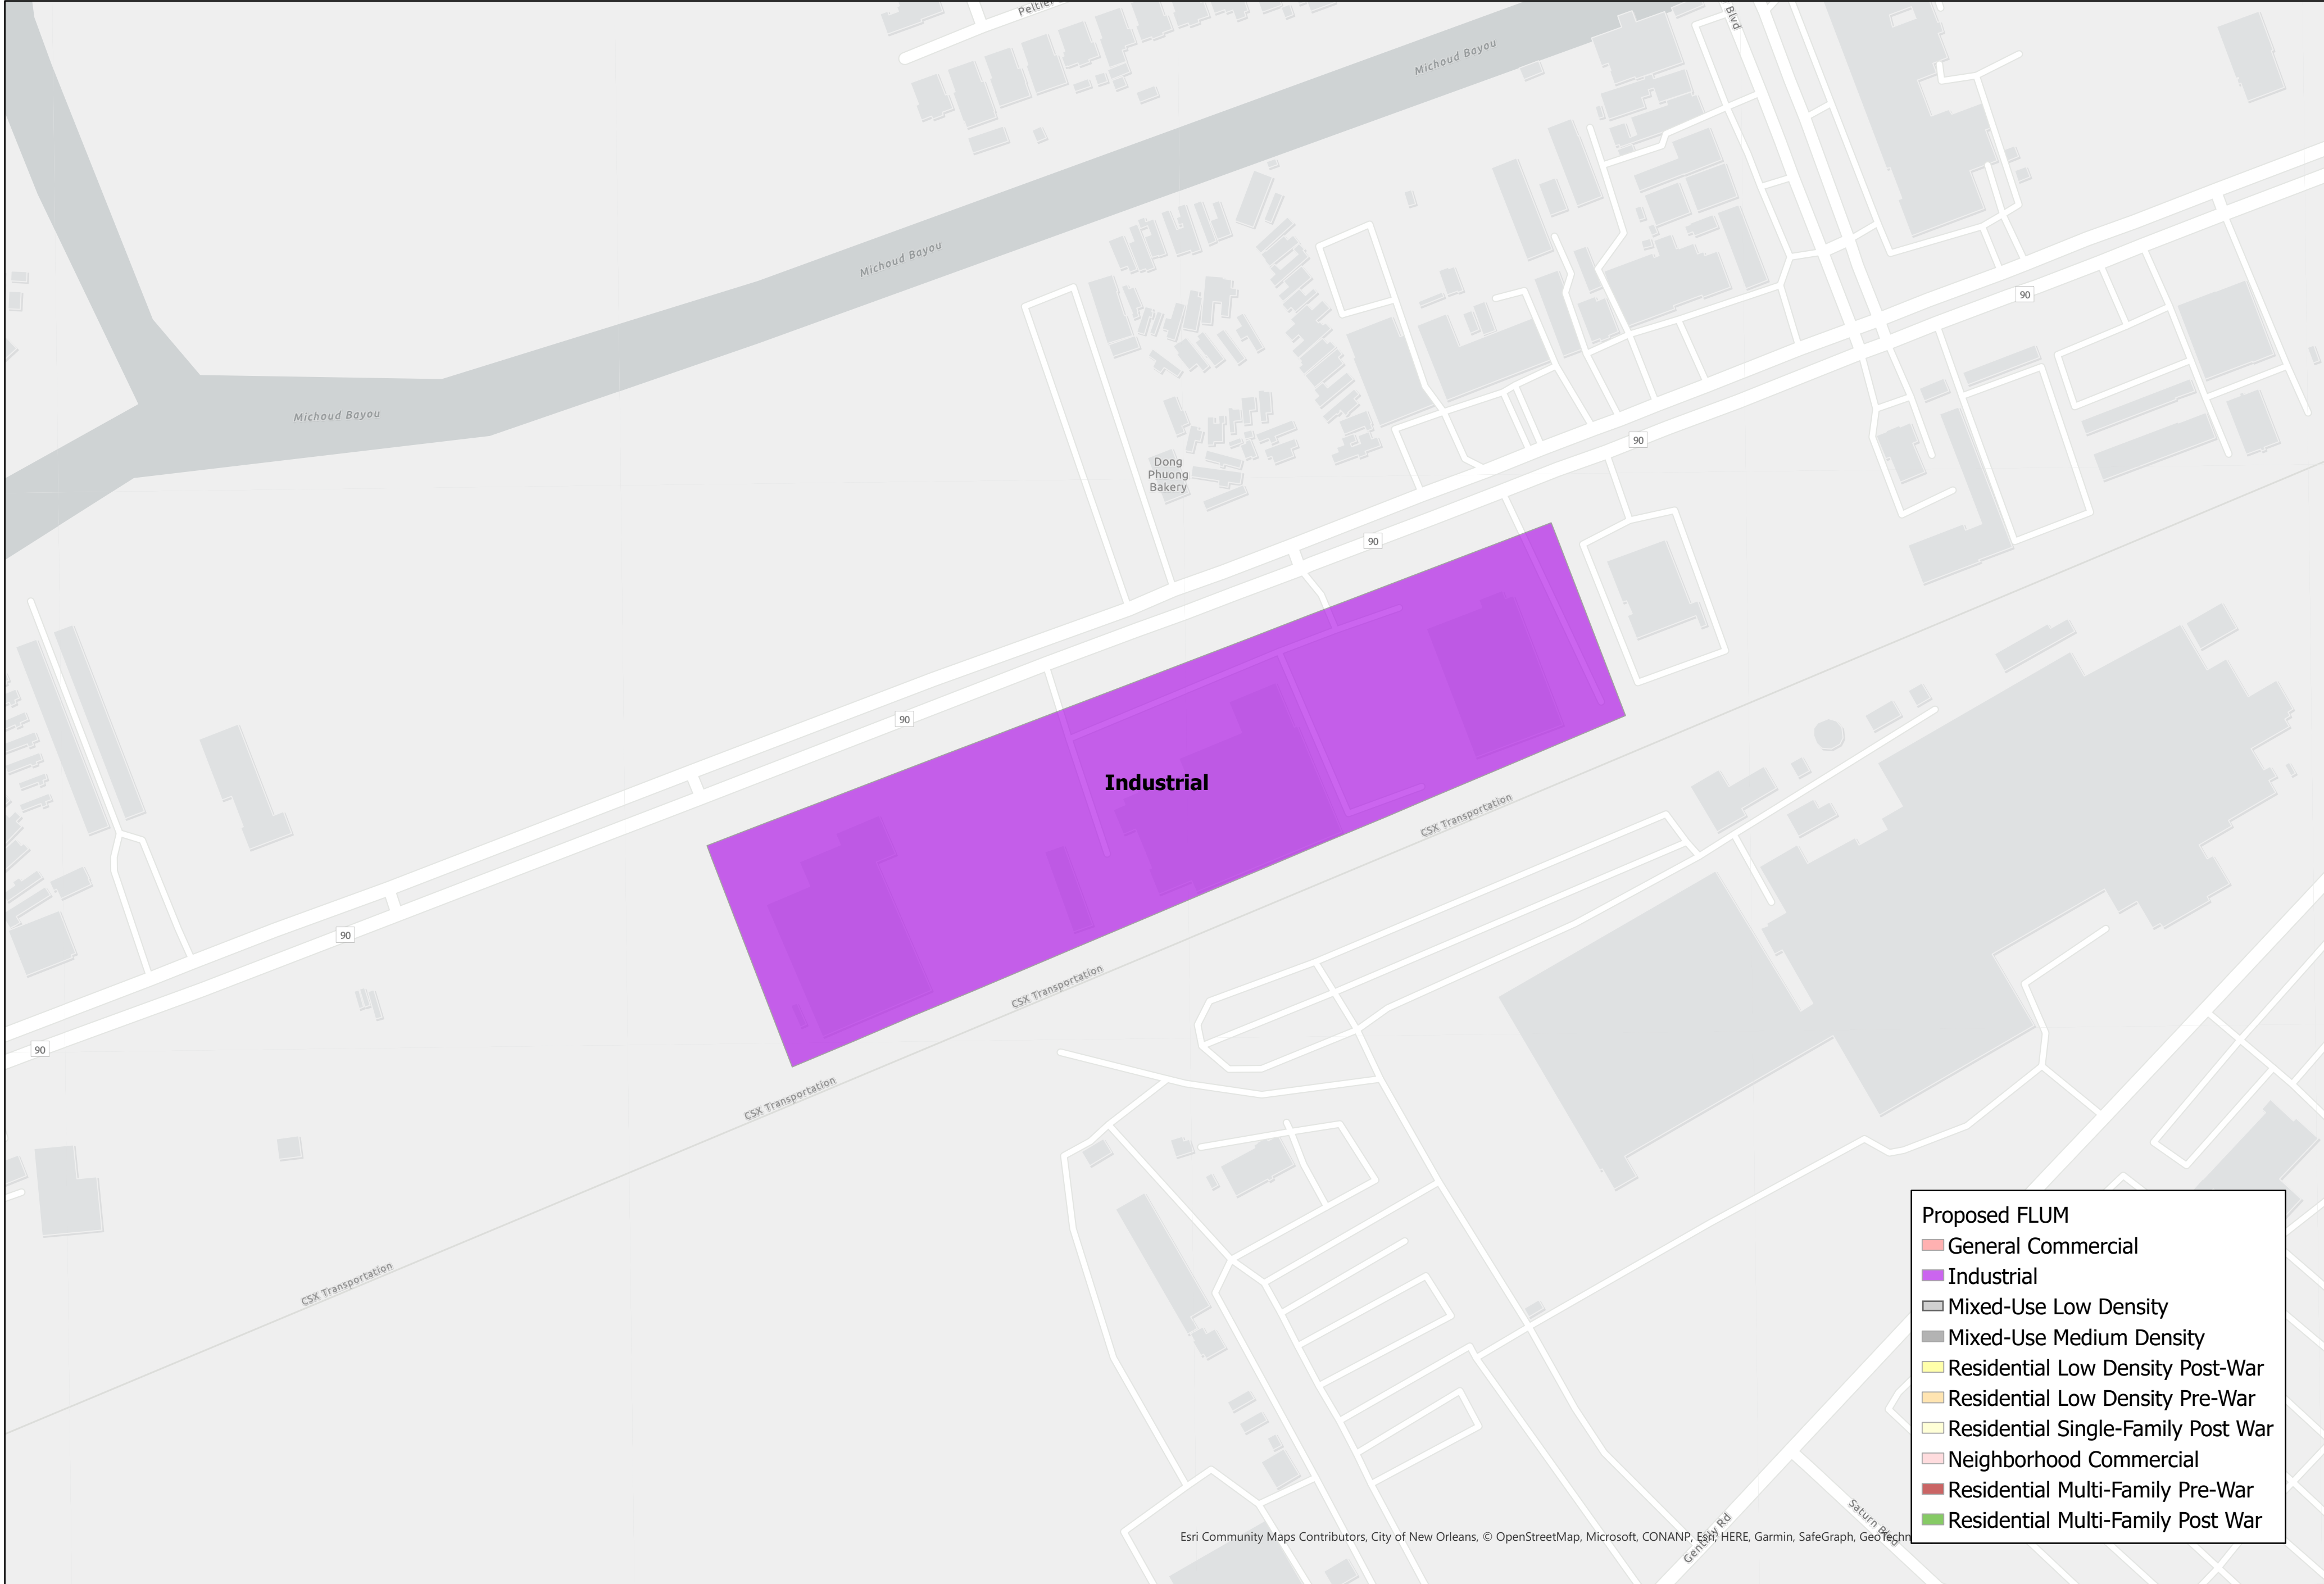 Peltier
Blvd
Michoud Bayou
Michoud Bayou
Michoud Bayou
90
90
Dong
Phuong
Bakery
90
90
Industrial
CSX Transportation
90
CSX Transportation
90
CSX Transportation
CSX Transportation
Proposed FLUM
General Commercial
Industrial
Mixed-Use Low Density
Mixed-Use Medium Density
Residential Low Density Post-War
Residential Low Density Pre-War
Residential Single-Family Post War
Neighborhood Commercial
Residential Multi-Family Pre-War
Residential Multi-Family Post War
Gentilly Rd
Saturn Blvd
Esri Community Maps Contributors, City of New Orleans, © OpenStreetMap, Microsoft, CONANP, Esri, HERE, Garmin, SafeGraph, GeoTechn